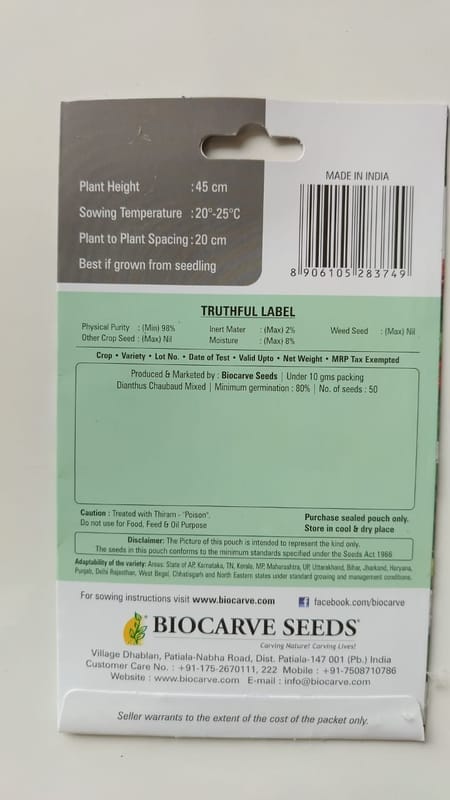 Plant Height : 45 cm
Sowing Temperature : 20°-25°C
Plant to Plant Spacing : 20 cm
Best if grown from seedling
MADE IN INDIA
8 906105 283749
TRUTHFUL LABEL
Physical Purity : (Min) 98% Inert Mater : (Max) 2% Weed Seed : (Max) Nil
Other Crop Seed : (Max) Nil Moisture : (Max) 8%
Crop • Variety • Lot No. • Date of Test • Valid Upto • Net Weight • MRP Tax Exempted
Produced & Marketed by : Biocarve Seeds | Under 10 gms packing
Dianthus Chaubaud Mixed | Minimum germination : 80% | No. of seeds : 50
Caution : Treated with Thiram - "Poison".
Do not use for Food, Feed & Oil Purpose
Purchase sealed pouch only.
Store in cool & dry place
Disclaimer: The Picture of this pouch is intended to represent the kind only.
The seeds in this pouch conforms to the minimum standards specified under the Seeds Act 1966
Adaptability of the variety: Areas: State of AP, Karnataka, TN, Kerala, MP, Maharashtra, UP, Uttarakhand, Bihar, Jharkand, Haryana,
Punjab, Delhi Rajasthan, West Begal, Chhatisgarh and North Eastern states under standard growing and management conditions.
For sowing instructions visit www.biocarve.com facebook.com/biocarve
BIOCARVE SEEDS®
Carving Nature! Carving Lives!
Village Dhablan, Patiala-Nabha Road, Dist. Patiala-147 001 (Pb.) India
Customer Care No. : +91-175-2670111, 222 Mobile : +91-7508710786
Website : www.biocarve.com E-mail : info@biocarve.com
Seller warrants to the extent of the cost of the packet only.